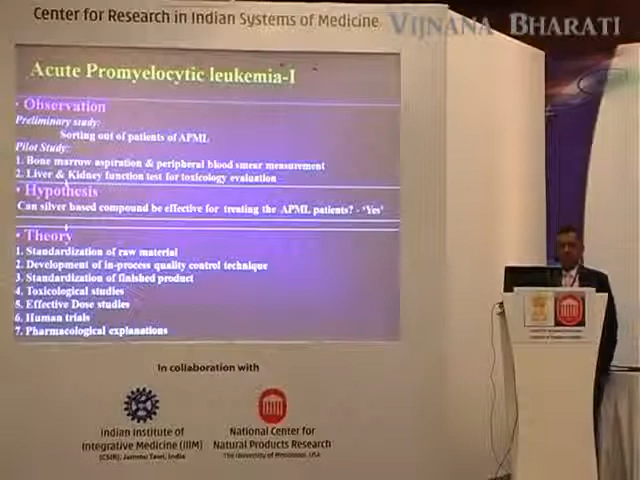 Center for Research in Indian Systems of Medicine
VIJNANA BHARATI
Acute Promyelocytic leukemia-I
• Observation
Preliminary study:
Sorting out of patients of APML
Pilot Study:
1. Bone marrow aspiration & peripheral blood smear measurement
2. Liver & Kidney function test for toxicology evaluation
• Hypothesis
Can silver based compound be effective for treating the APML patients? - ‘Yes’
• Theory
1. Standardization of raw material
2. Development of in-process quality control technique
3. Standardization of finished product
4. Toxicological studies
5. Effective Dose studies
6. Human trials
7. Pharmacological explanations
In collaboration with
Indian Institute of
Integrative Medicine (IIIM)
(CSIR), Jammu Tawi, India
National Center for
Natural Products Research
The University of Mississippi, USA